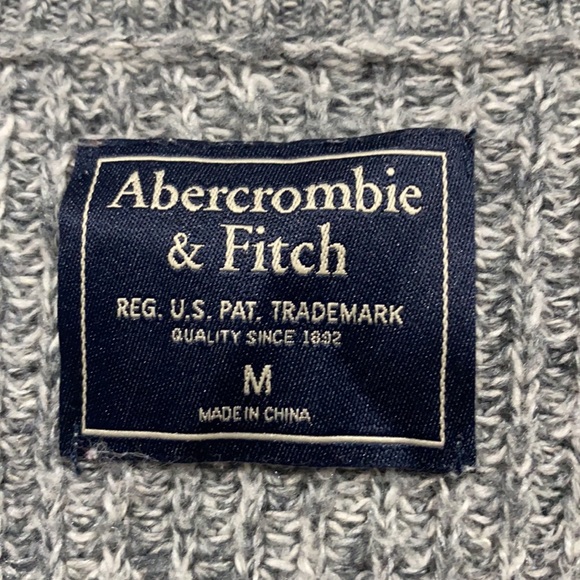 Abercrombie
& Fitch
REG. U.S. PAT. TRADEMARK
QUALITY SINCE 1892
M
MADE IN CHINA